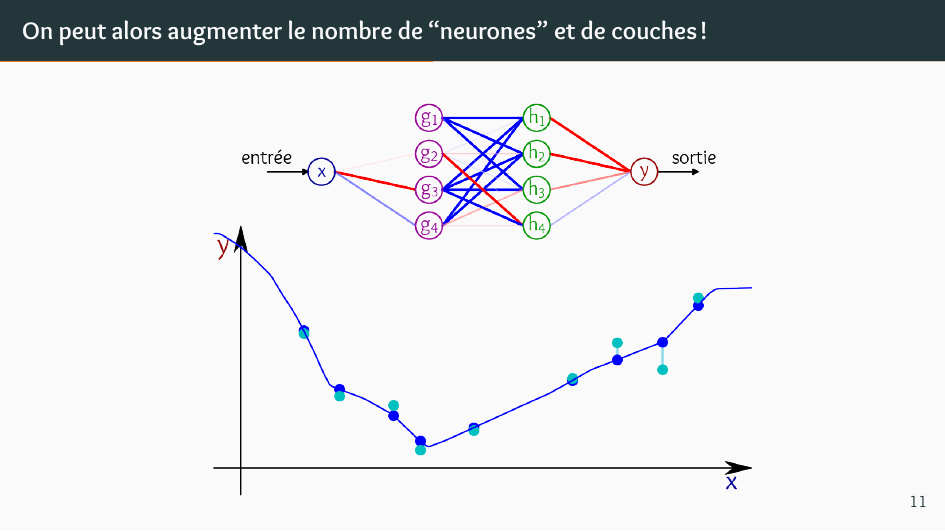 On peut alors augmenter le nombre de “neurones” et de couches !
g1 h1
g2 h2
entrée x y sortie
g3 h3
g4 h4
y
x
11